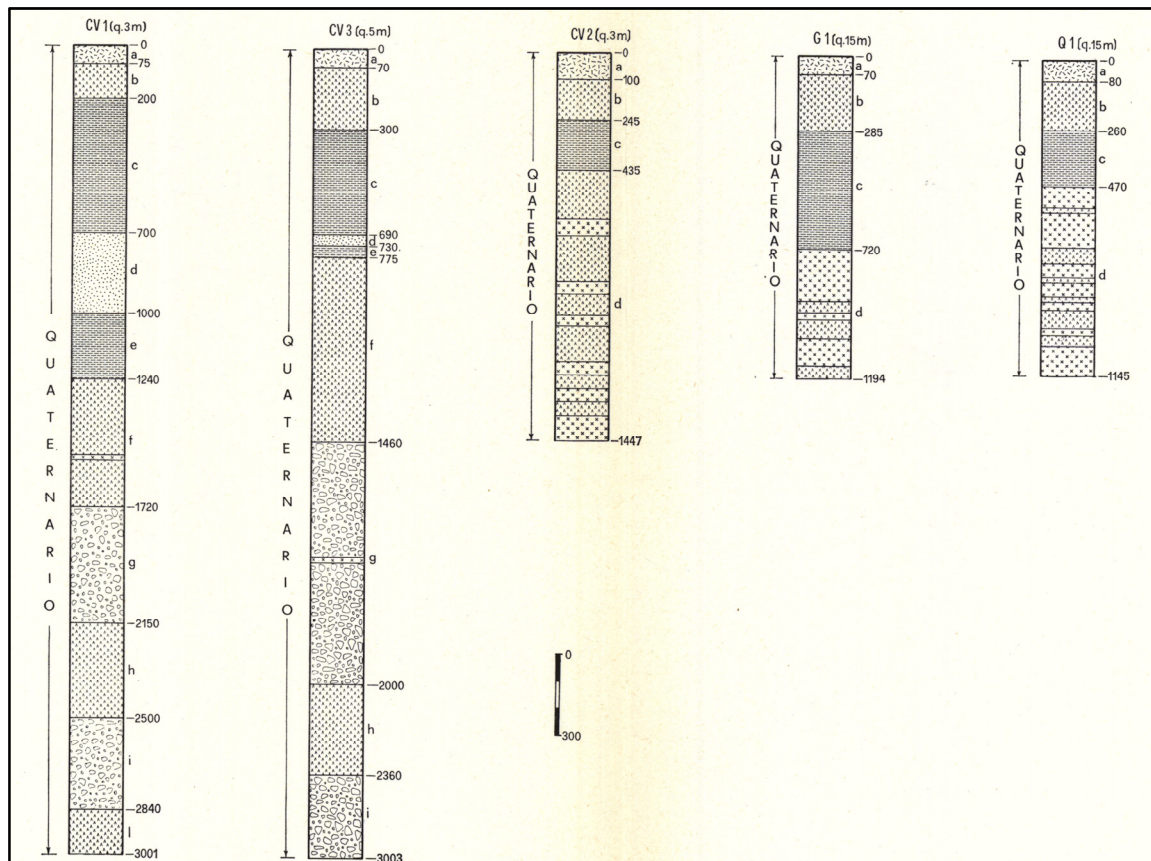 CV1 (q.3m)
0
a
75
b
200
c
700
d
1000
e
1240
f
1720
g
2150
h
2500
i
2840
l
3001
QUATERNARIO
CV3 (q.5m)
0
a
70
b
300
c
690
d
730.
e
775
f
1460
g
2000
h
2360
i
3003
QUATERNARIO
CV2 (q.3m)
0
a
100
b
245
c
435
d
1447
QUATERNARIO
G1 (q.15m)
0
a
70
b
285
c
720
d
1194
QUATERNARIO
Q1 (q.15m)
0
a
80
b
260
c
470
d
1145
QUATERNARIO
0
300